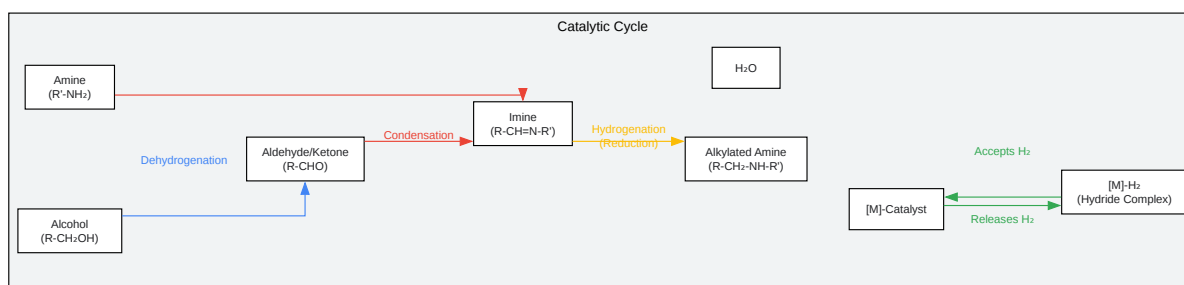 Catalytic Cycle
Amine
(R'-NH₂)
H₂O
Imine
(R-CH=N-R')
Condensation
Hydrogenation
(Reduction)
Aldehyde/Ketone
(R-CHO)
Dehydrogenation
Alkylated Amine
(R-CH₂-NH-R')
Accepts H₂
[M]-H₂
(Hydride Complex)
[M]-Catalyst
Releases H₂
Alcohol
(R-CH₂OH)